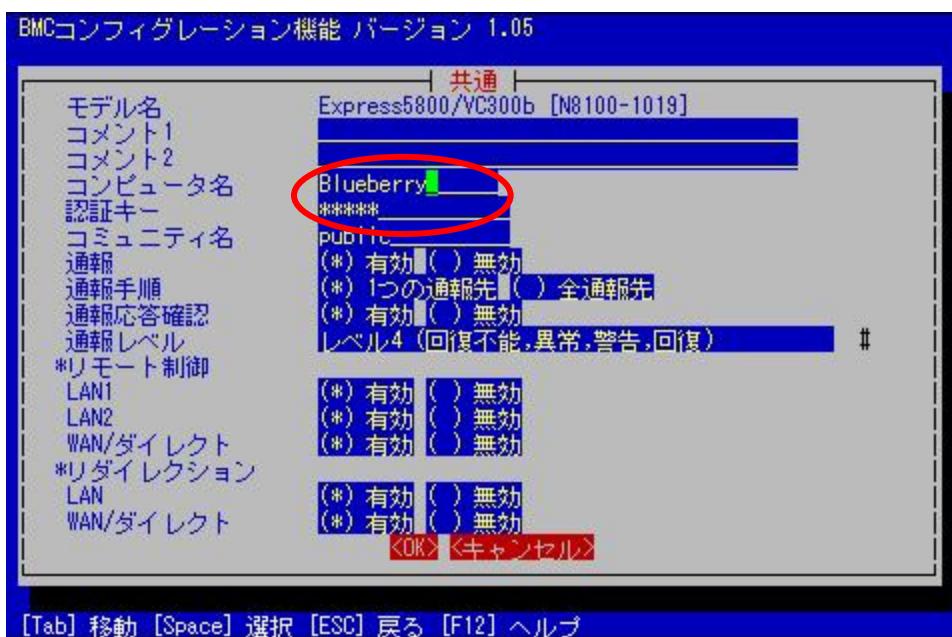 BMCコンフィグレーション機能 バージョン 1.05
共通
モデル名 Express5800/VC300b [N8100-1019]
コメント1
コメント2
コンピュータ名 Blueberry
認証キー *****
コミュニティ名 public
通報 (*) 有効 ( ) 無効
通報手順 (*) 1つの通報先 ( ) 全通報先
通報応答確認 (*) 有効 ( ) 無効
通報レベル レベル4 (回復不能,異常,警告,回復) #
*リモート制御
LAN1 (*) 有効 ( ) 無効
LAN2 (*) 有効 ( ) 無効
WAN/ダイレクト (*) 有効 ( ) 無効
*リダイレクション
LAN (*) 有効 ( ) 無効
WAN/ダイレクト (*) 有効 ( ) 無効
<OK> <キャンセル>
[Tab] 移動 [Space] 選択 [ESC] 戻る [F12] ヘルプ